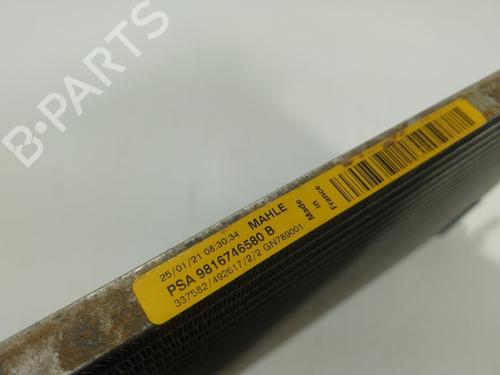 B-PARTS
25/01/21 08:30:34 MAHLE
PSA 9816746580 B
337582/492617/2/2 GN789001
Made
in
France